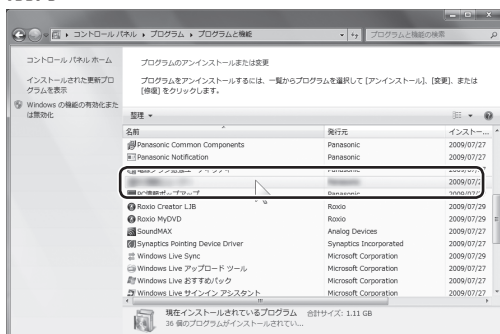 コントロール パネル ▸ プログラム ▸ プログラムと機能
プログラムと機能の検索
コントロール パネル ホーム
インストールされた更新プロ
グラムを表示
Windows の機能の有効化また
は無効化
プログラムのアンインストールまたは変更
プログラムをアンインストールするには、一覧からプログラムを選択して [アンインストール]、[変更]、または
[修復] をクリックします。
整理 ▾
名前 発行元 インストー...
Panasonic Common Components Panasonic 2009/07/27
Panasonic Notification Panasonic 2009/07/27
PC情報ポップアップ
Roxio Creator LJB Roxio 2009/07/29
Roxio MyDVD Roxio 2009/07/29
SoundMAX Analog Devices 2009/07/27
Synaptics Pointing Device Driver Synaptics Incorporated 2009/07/27
Windows Live Sync Microsoft Corporation 2009/07/29
Windows Live アップロード ツール Microsoft Corporation 2009/07/27
Windows Live おすすめパック Microsoft Corporation 2009/07/27
Windows Live サインイン アシスタント Microsoft Corporation 2009/07/27
現在インストールされているプログラム 合計サイズ: 1.11 GB
36 個のプログラムがインストールされてい...